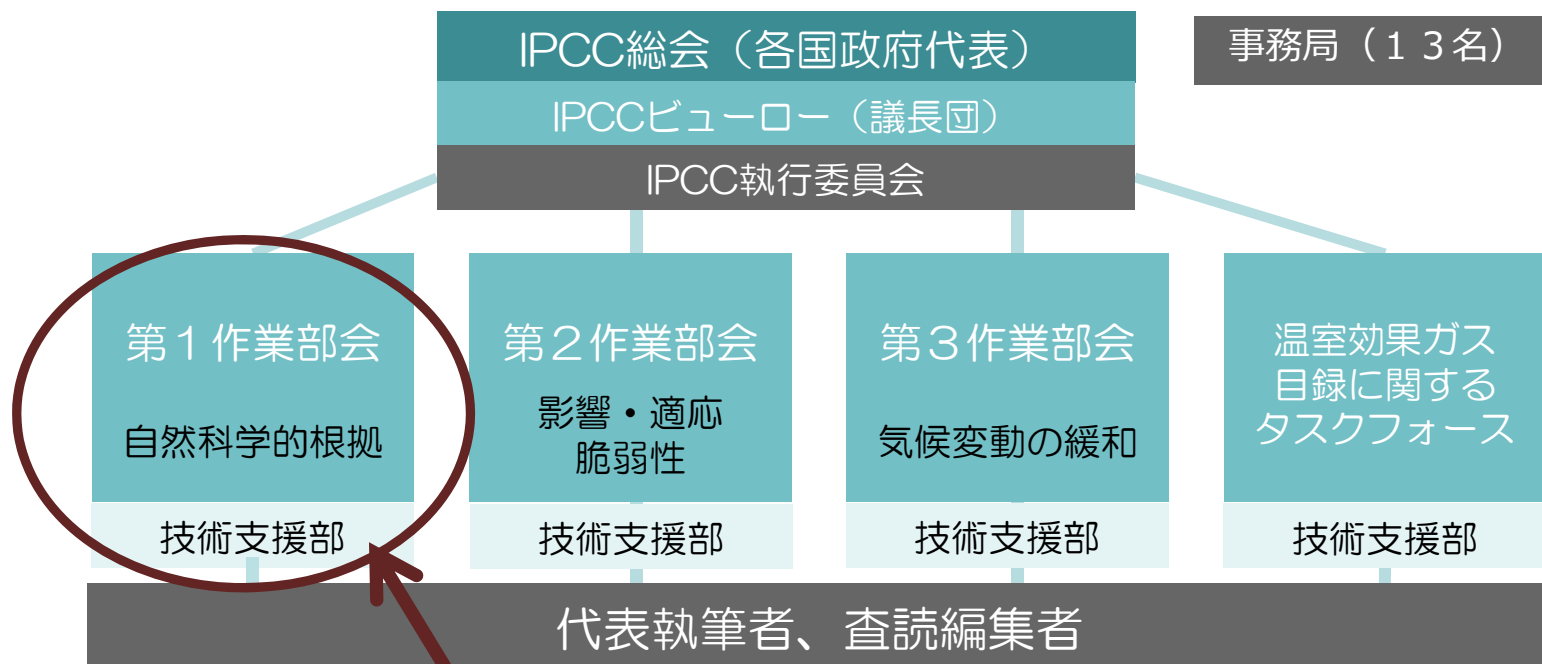 IPCC総会（各国政府代表）
事務局（１３名）
IPCCビューロー（議長団）
IPCC執行委員会
第１作業部会
自然科学的根拠
技術支援部
第２作業部会
影響・適応
脆弱性
技術支援部
第３作業部会
気候変動の緩和
技術支援部
温室効果ガス
目録に関する
タスクフォース
技術支援部
代表執筆者、査読編集者